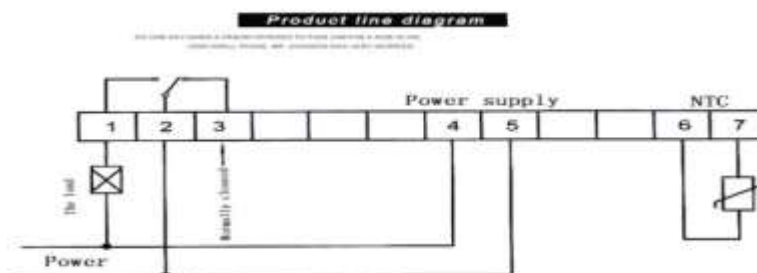 Product line diagram
Power supply
NTC
1 2 3 4 5 6 7
The load
Normally closed
Power